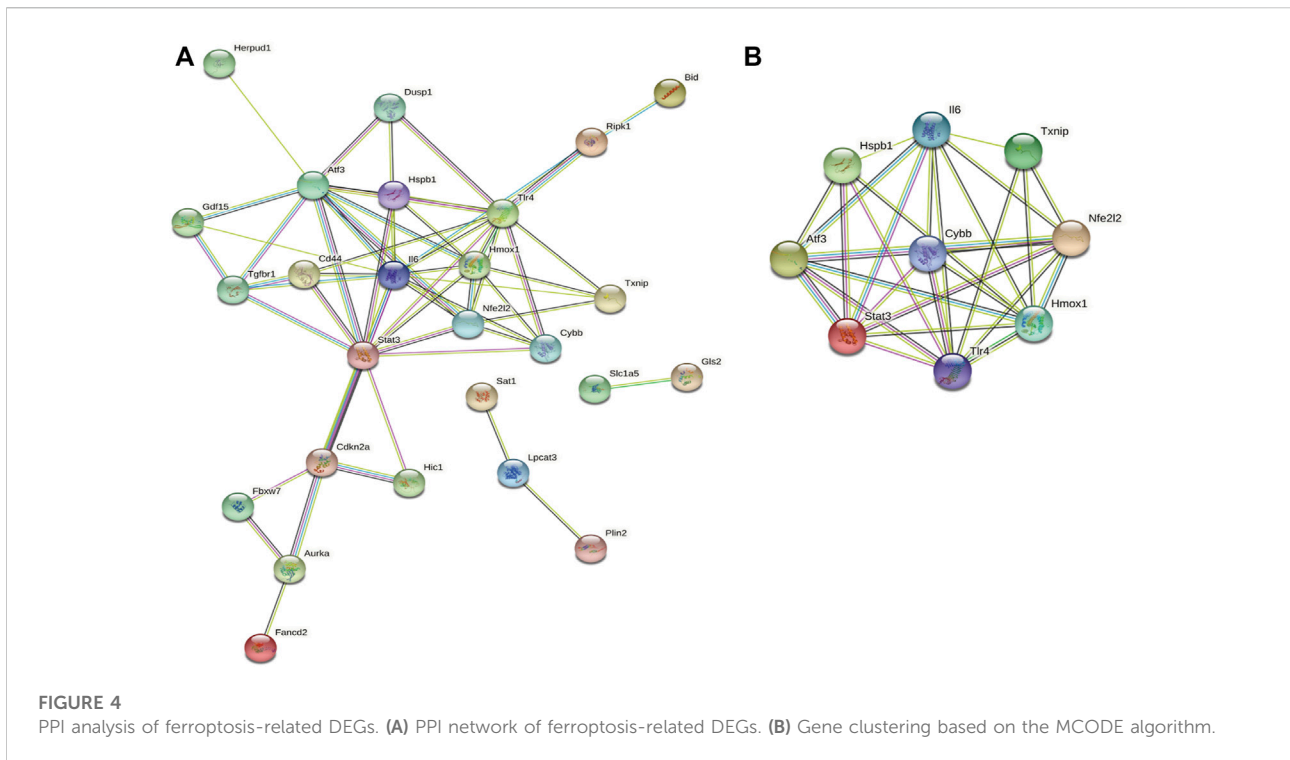 A
Herpud1
Dusp1
Bid
Ripk1
Atf3
Hspb1
Tlr4
Gdf15
Cd44
Il6
Hmox1
Tgfbr1
Txnip
Nfe2l2
Stat3
Cybb
Sat1
Slc1a5
Gls2
Cdkn2a
Hic1
Lpcat3
Fbxw7
Plin2
Aurka
Fancd2
B
Il6
Txnip
Hspb1
Nfe2l2
Cybb
Atf3
Hmox1
Stat3
Tlr4
FIGURE 4
PPI analysis of ferroptosis-related DEGs. (A) PPI network of ferroptosis-related DEGs. (B) Gene clustering based on the MCODE algorithm.